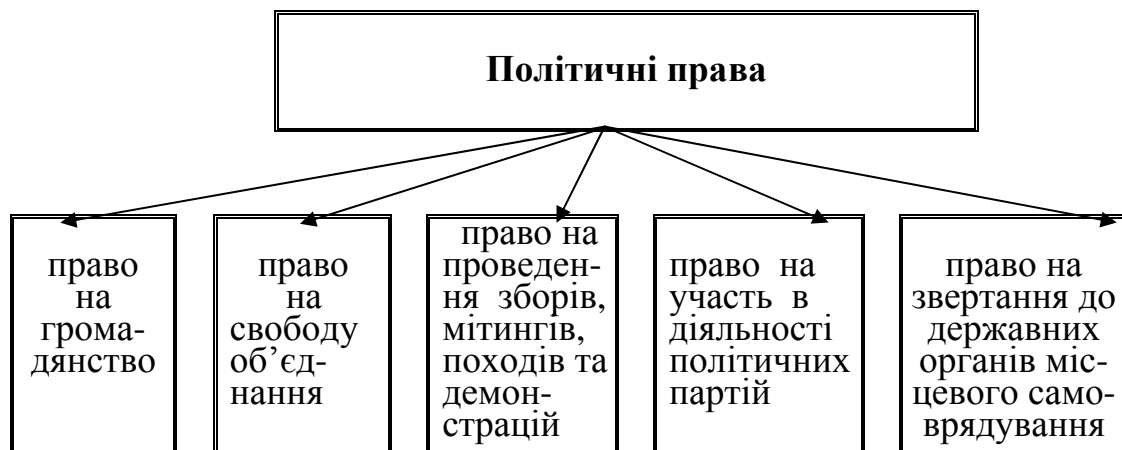 Політичні права
право
на
грома-
дянство
право
на
свободу
об’єд-
нання
право на
проведен-
ня зборів,
мітингів,
походів та
демон-
страцій
право на
участь в
діяльності
політичних
партій
право на
звертання до
державних
органів міс-
цевого само-
врядування